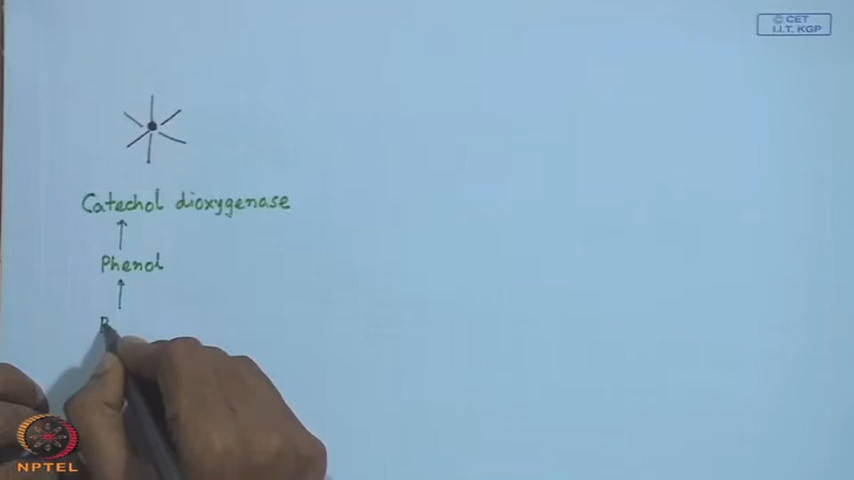 © CET
I.I.T. KGP
Catechol dioxygenase
Phenol
NPTEL